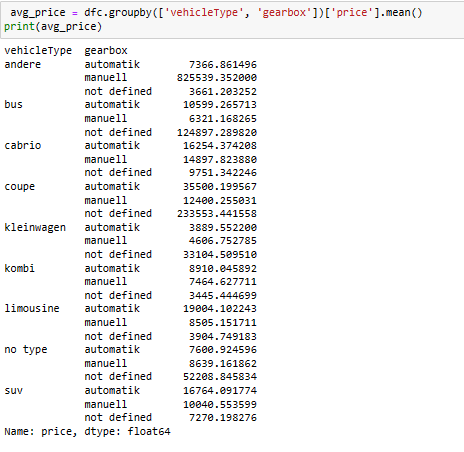 avg_price = dfc.groupby(['vehicleType', 'gearbox'])['price'].mean()
print(avg_price)
vehicleType  gearbox
andere       automatik        7366.861496
             manuell        825539.352000
             not defined      3661.203252
bus          automatik       10599.265713
             manuell          6321.168265
             not defined    124897.289820
cabrio       automatik       16254.374208
             manuell         14897.823880
             not defined      9751.342246
coupe        automatik       35500.199567
             manuell         12400.255031
             not defined    233553.441558
kleinwagen   automatik        3889.552200
             manuell          4606.752785
             not defined     33104.509510
kombi        automatik        8910.045892
             manuell          7464.627711
             not defined      3445.444699
limousine    automatik       19004.102243
             manuell          8505.151711
             not defined      3904.749183
no type      automatik        7600.924596
             manuell          8639.161862
             not defined     52208.845834
suv          automatik       16764.091774
             manuell         10040.553599
             not defined      7270.198276
Name: price, dtype: float64